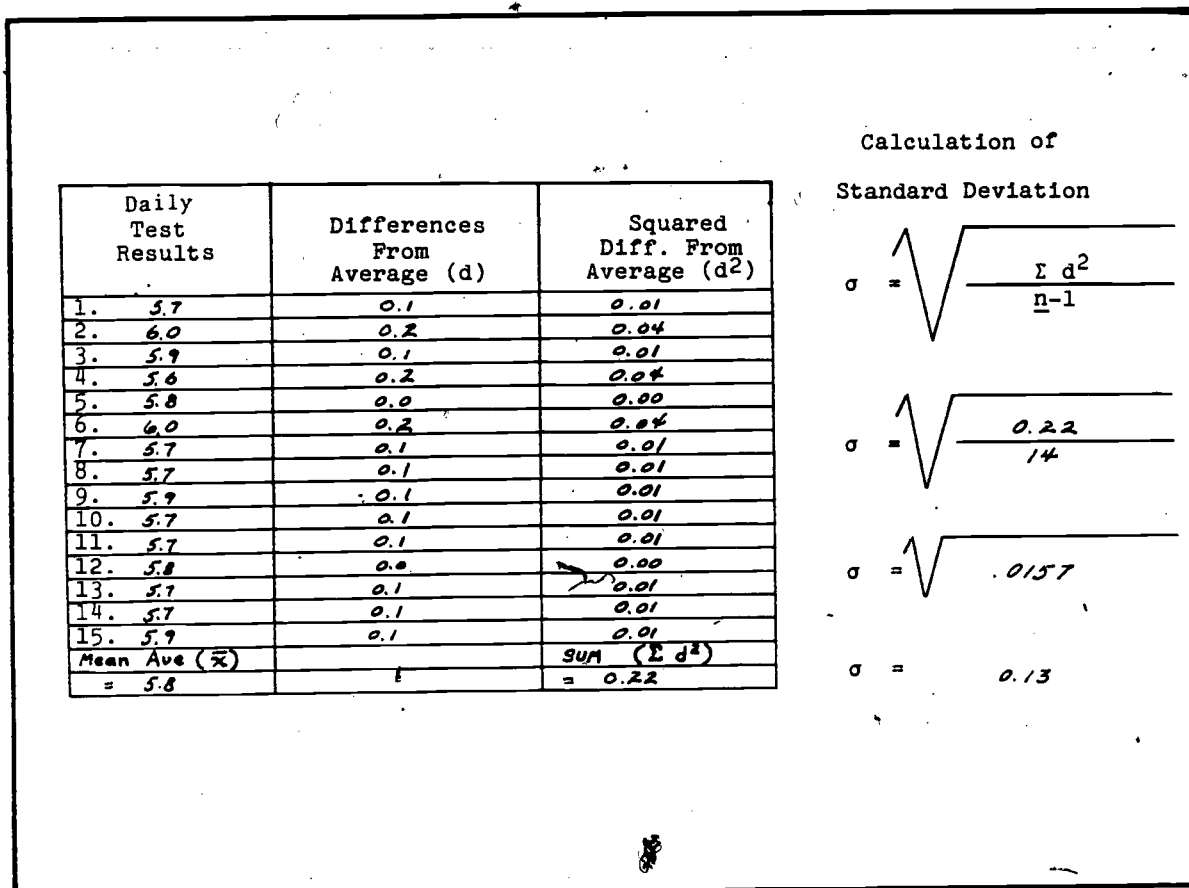 Calculation of
Standard Deviation
Daily
Test
Results
Differences
From
Average (d)
Squared
Diff. From
Average (d2)
1. 5.7 0.1 0.01
2. 6.0 0.2 0.04
3. 5.9 0.1 0.01
4. 5.6 0.2 0.04
5. 5.8 0.0 0.00
6. 6.0 0.2 0.04
7. 5.7 0.1 0.01
8. 5.7 0.1 0.01
9. 5.9 0.1 0.01
10. 5.7 0.1 0.01
11. 5.7 0.1 0.01
12. 5.8 0.0 0.00
13. 5.7 0.1 0.01
14. 5.7 0.1 0.01
15. 5.9 0.1 0.01
Mean Ave (x̄) SUM (Σ d²)
= 5.8 = 0.22
σ = √ Σ d2
n-1
σ = √ 0.22
14
σ = √ .0157
σ = 0.13